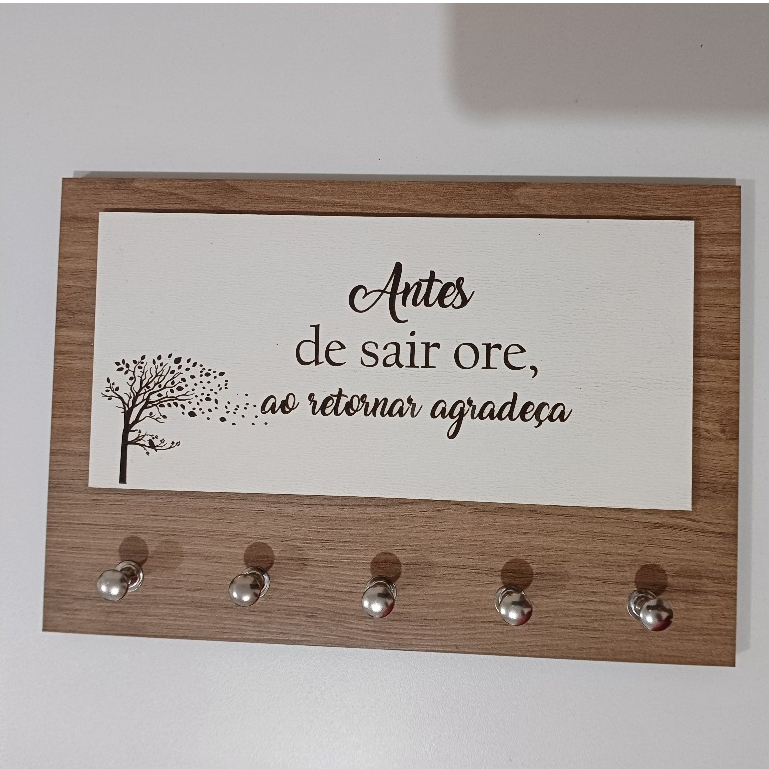 Antes
de sair ore,
ao retornar agradeça